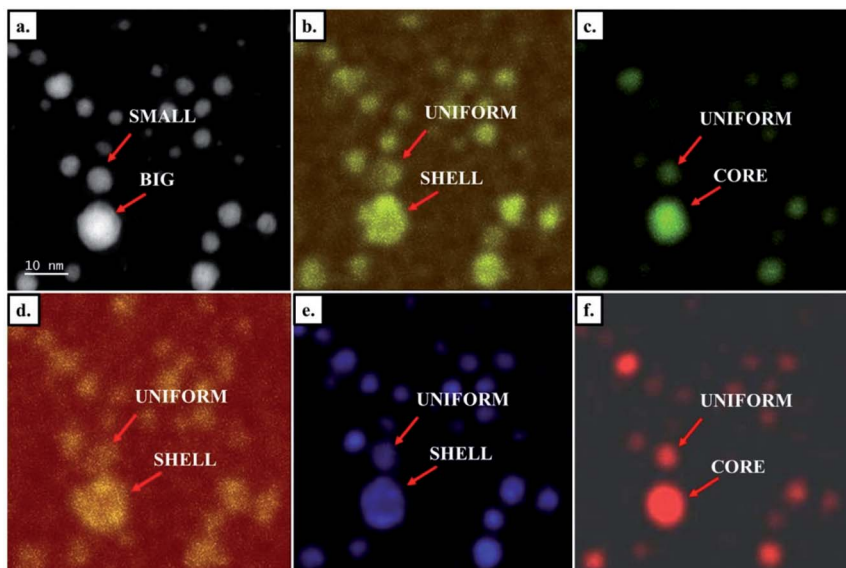 a.
SMALL
BIG
10 nm
b.
UNIFORM
SHELL
c.
UNIFORM
CORE
d.
UNIFORM
SHELL
e.
UNIFORM
SHELL
f.
UNIFORM
CORE